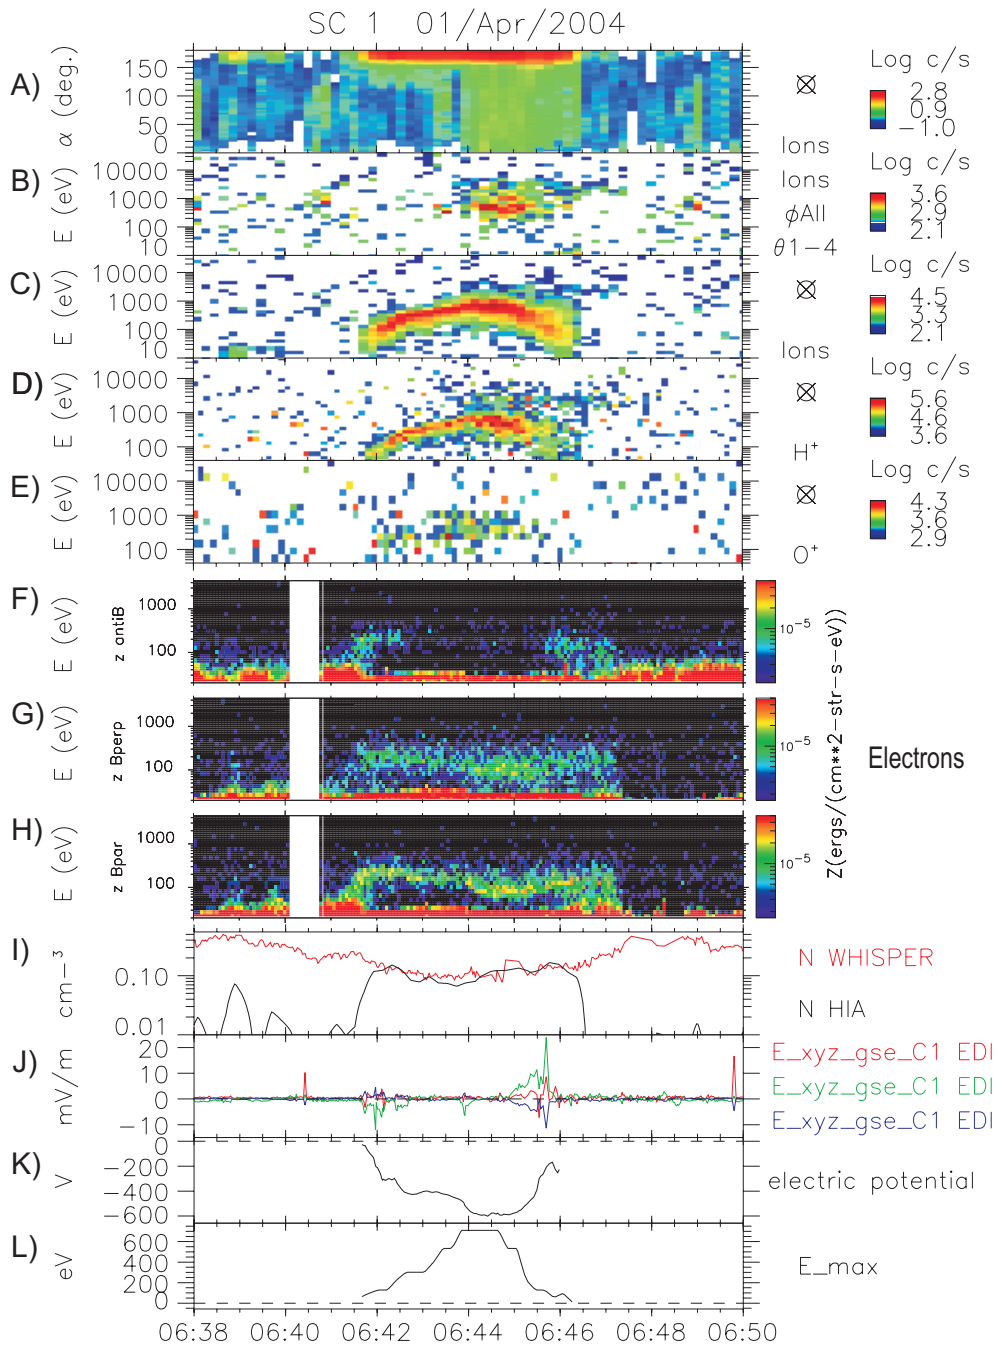 SC 1 01/Apr/2004
A)
α (deg.)
150
100
50
0
Ions
Log c/s
2.8
0.9
−1.0
B)
E (eV)
10000
1000
100
10
Ions
φAll
θ1−4
Log c/s
3.6
2.9
2.1
C)
E (eV)
10000
1000
100
10
Ions
Log c/s
4.5
3.3
2.1
D)
E (eV)
10000
1000
100
H+
Log c/s
5.6
4.6
3.6
E)
E (eV)
10000
1000
100
O+
Log c/s
4.3
3.6
2.9
F)
E (eV)
z antiB
1000
100
10−5
G)
E (eV)
z Bperp
1000
100
10−5
Electrons
H)
E (eV)
z Bpar
1000
100
10−5
Z(ergs/(cm**2−str−s−eV)
I)
cm−3
0.10
0.01
N WHISPER
N HIA
J)
mV/m
20
10
0
−10
E_xyz_gse_C1 EDI
E_xyz_gse_C1 EDI
E_xyz_gse_C1 EDI
K)
V
0
−200
−400
−600
electric potential
L)
eV
600
400
200
0
E_max
06:38 06:40 06:42 06:44 06:46 06:48 06:50